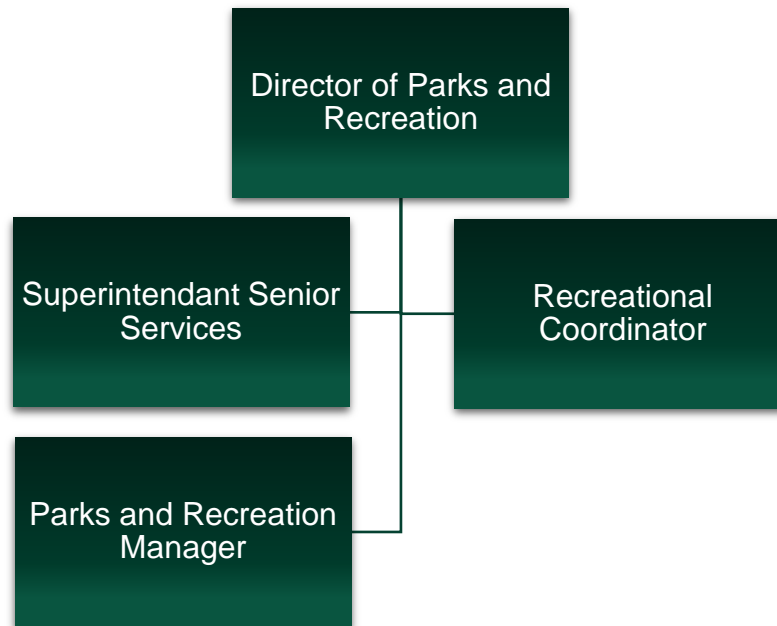 Director of Parks and
Recreation
Superintendant Senior
Services
Recreational
Coordinator
Parks and Recreation
Manager